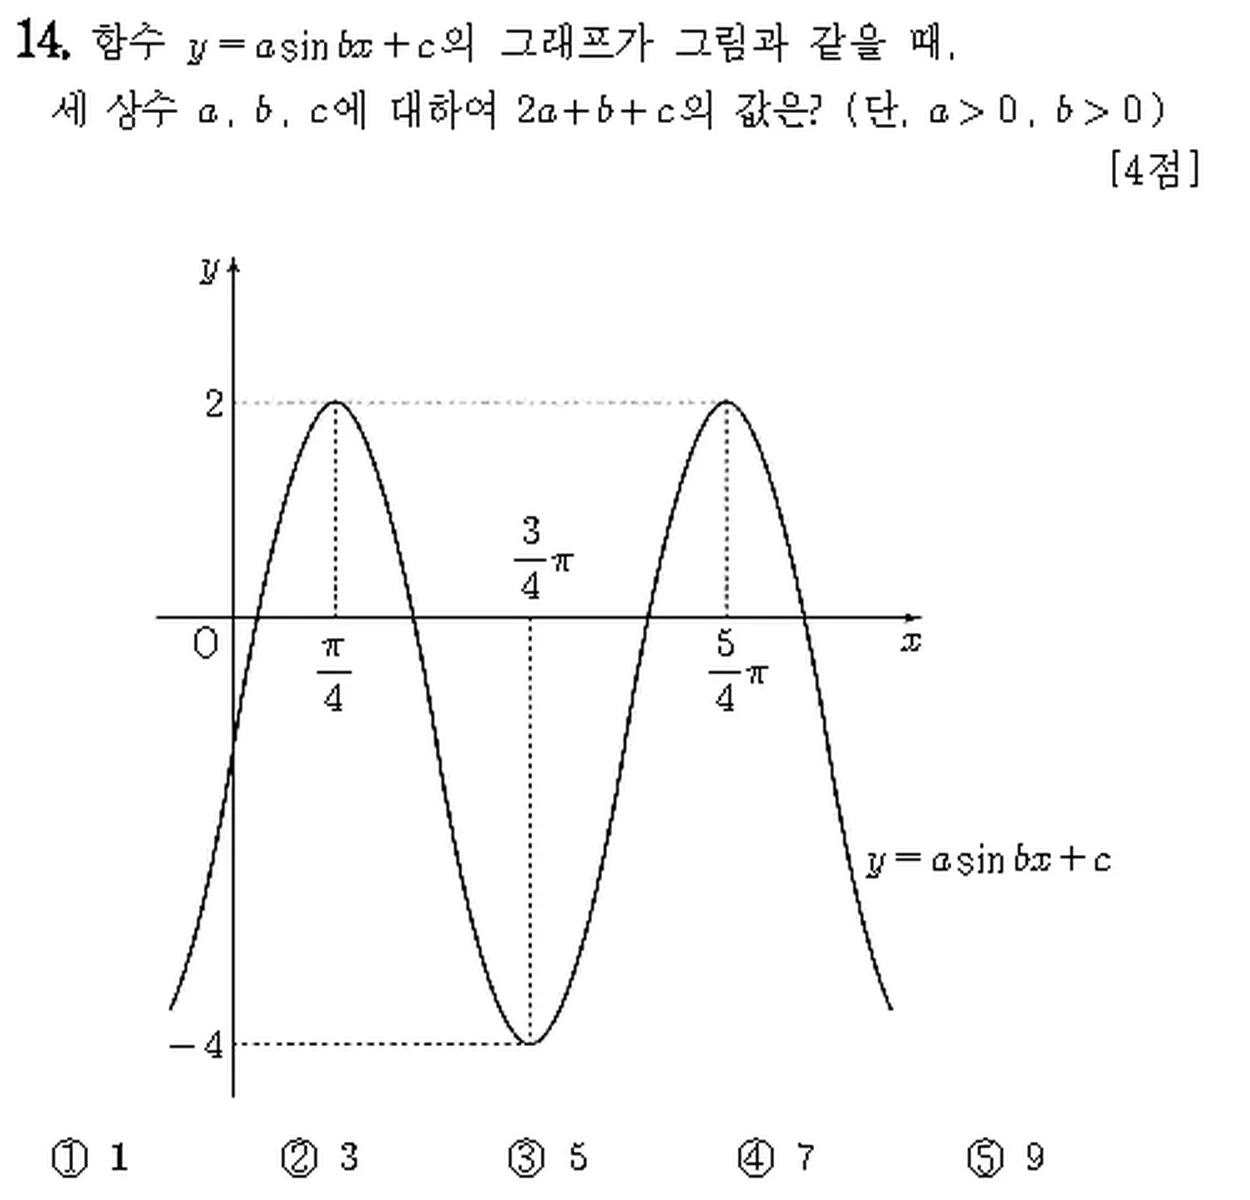 14. 함수 y = a sin bx + c의 그래프가 그림과 같을 때,
세 상수 a, b, c에 대하여 2a+b+c의 값은? (단, a > 0, b > 0)
[4점]
y
2
3/4 π
O
π/4
5/4 π
x
y = a sin bx + c
-4
① 1 ② 3 ③ 5 ④ 7 ⑤ 9